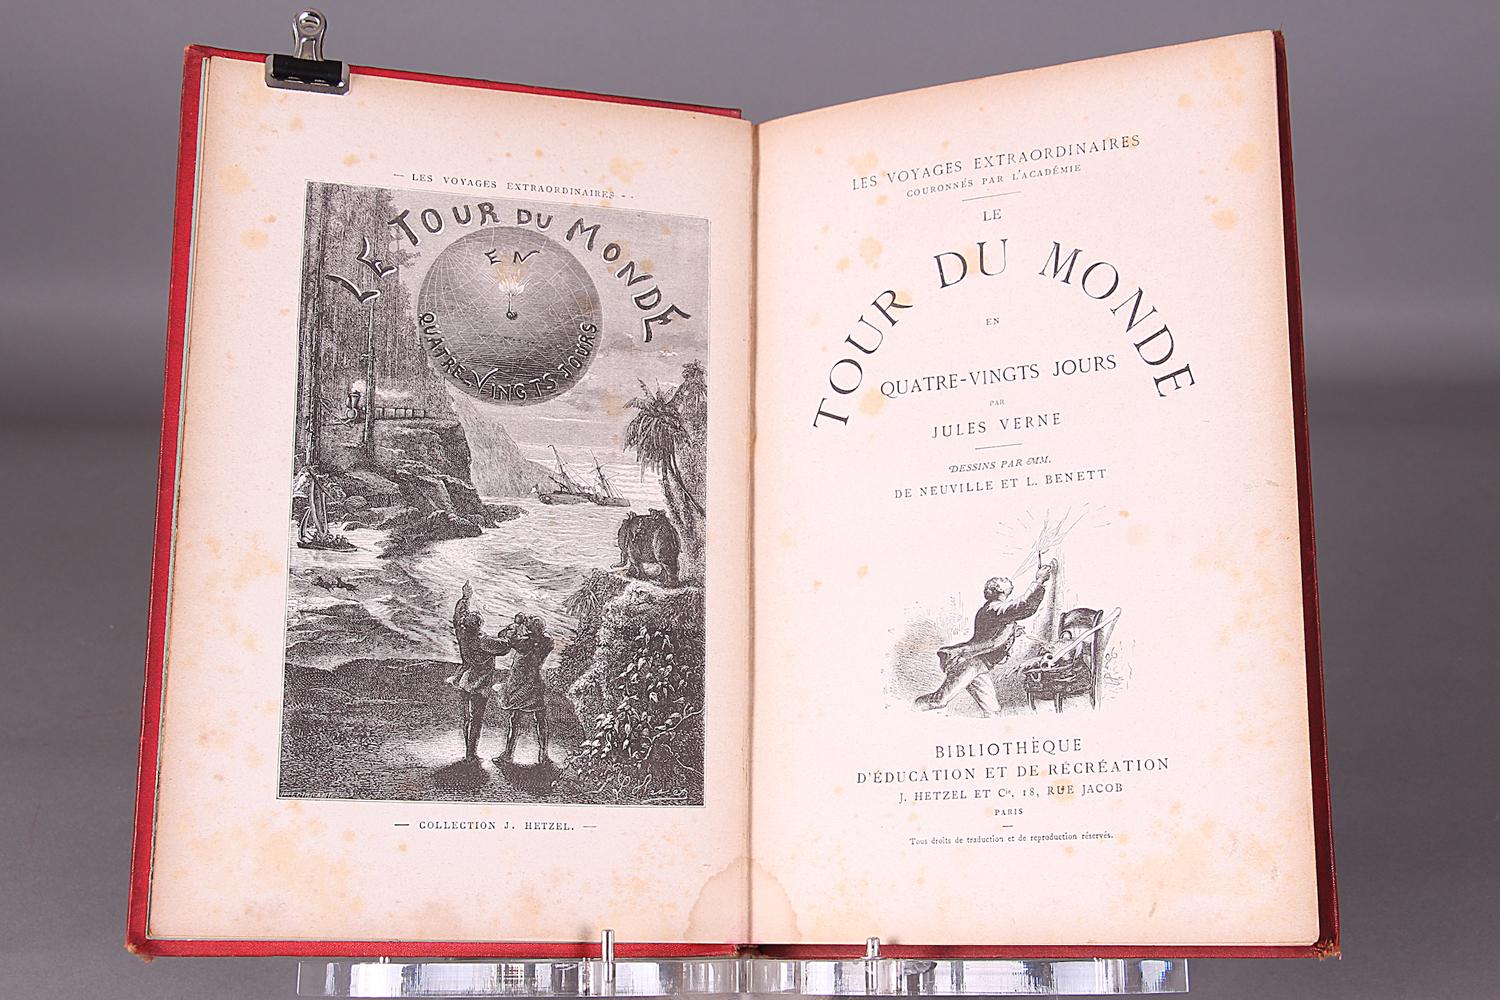 — LES VOYAGES EXTRAORDINAIRES --
LE TOUR DU MONDE
EN
QUATRE-VINGTS JOURS
— COLLECTION J. HETZEL. —
LES VOYAGES EXTRAORDINAIRES
COURONNÉS PAR L'ACADÉMIE
LE
TOUR DU MONDE
EN
QUATRE-VINGTS JOURS
PAR
JULES VERNE
DESSINS PAR MM.
DE NEUVILLE ET L. BENETT
BIBLIOTHÈQUE
D'ÉDUCATION ET DE RÉCRÉATION
J. HETZEL ET Cie, 18, RUE JACOB
PARIS
Tous droits de traduction et de reproduction réservés.